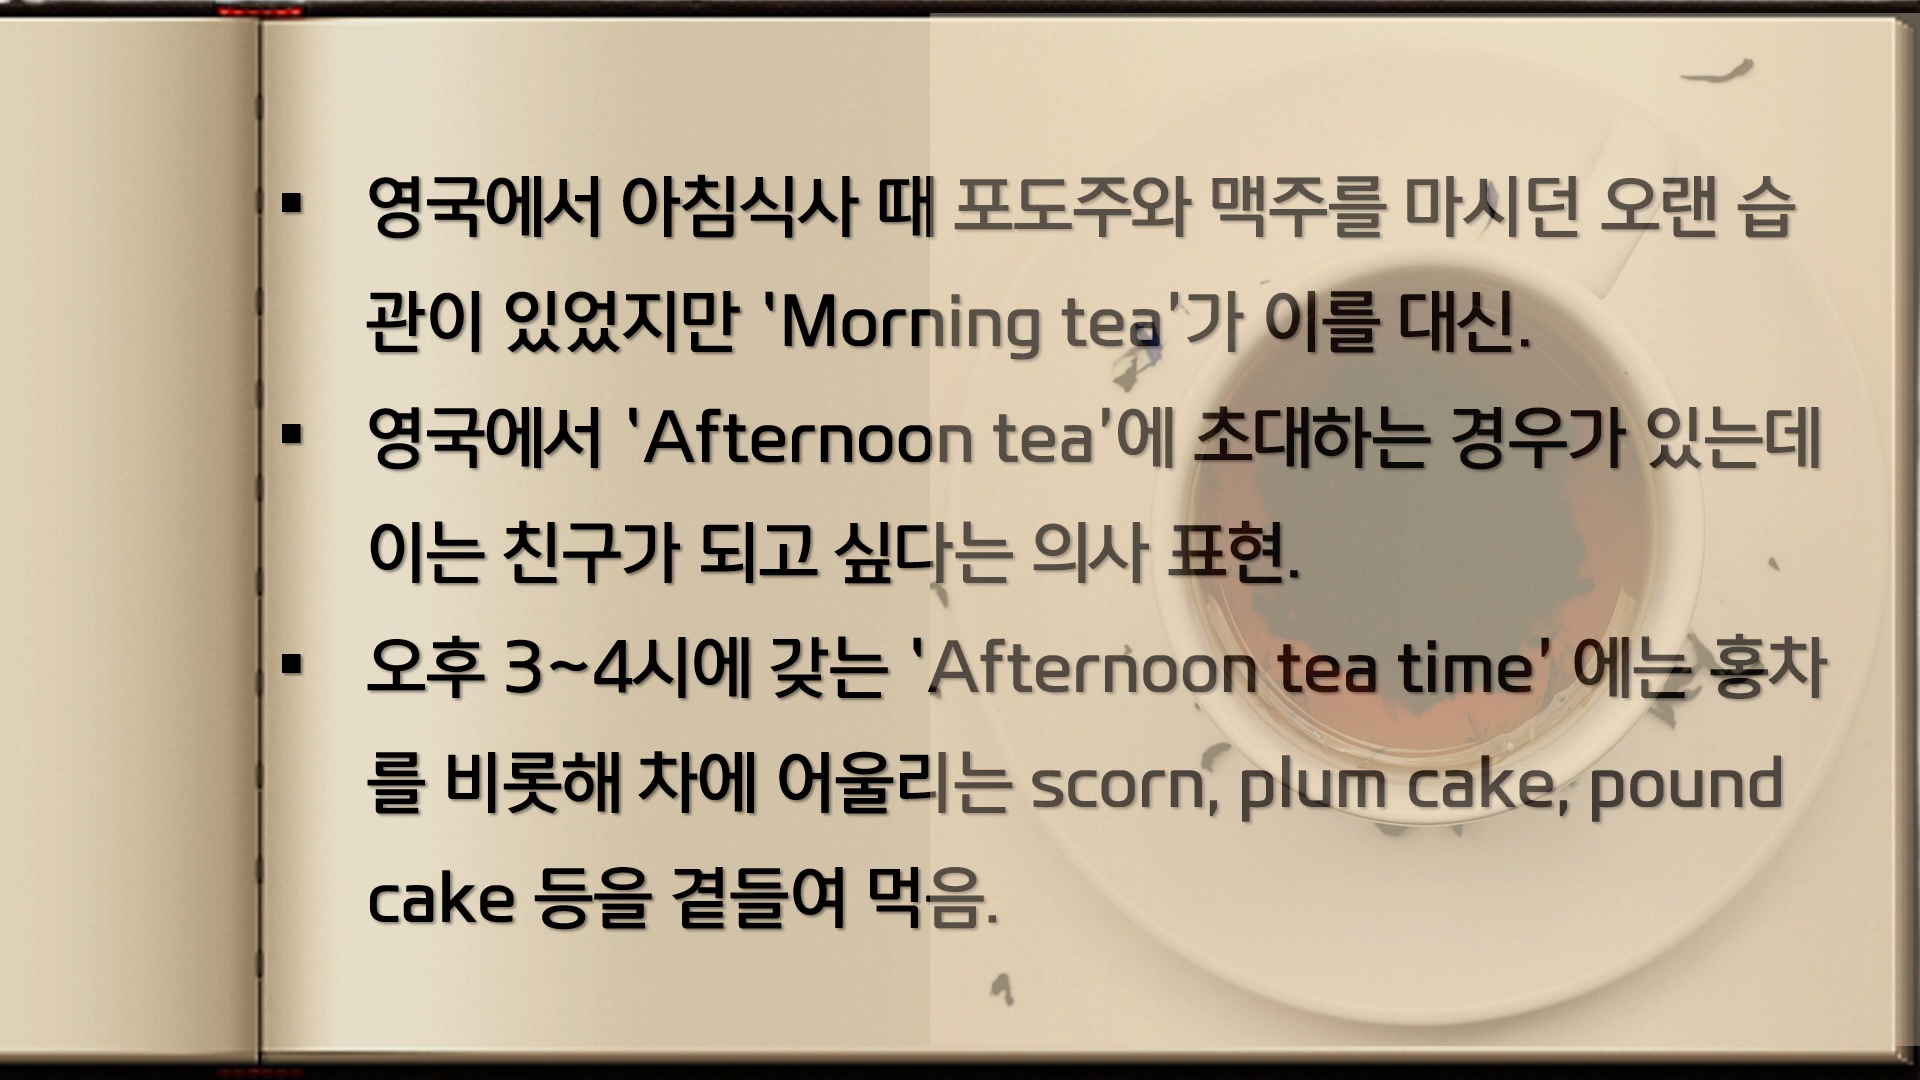 ▪ 영국에서 아침식사 때 포도주와 맥주를 마시던 오랜 습
관이 있었지만 ‘Morning tea’가 이를 대신.
▪ 영국에서 ‘Afternoon tea’에 초대하는 경우가 있는데
이는 친구가 되고 싶다는 의사 표현.
▪ 오후 3~4시에 갖는 ‘Afternoon tea time’ 에는 홍차
를 비롯해 차에 어울리는 scorn, plum cake, pound
cake 등을 곁들여 먹음.